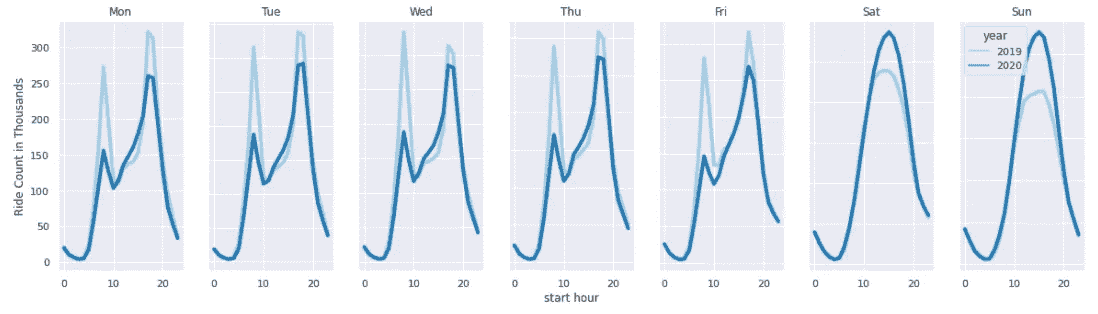 Mon Tue Wed Thu Fri Sat Sun
Ride Count in Thousands
300
250
200
150
100
50
0
year
2019
2020
0 10 20 0 10 20 0 10 20 0 10 20 0 10 20 0 10 20 0 10 20
start hour